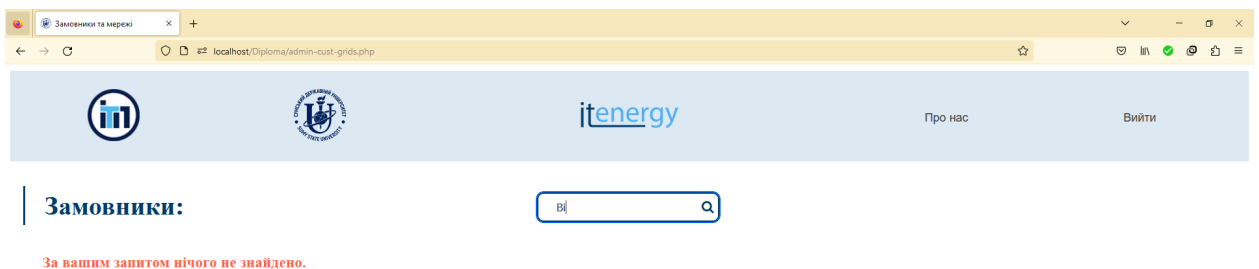 Замовники та мережі
localhost/Diploma/admin-cust-grids.php
itenergy
Про нас
Вийти
Замовники:
Ві
За вашим запитом нічого не знайдено.